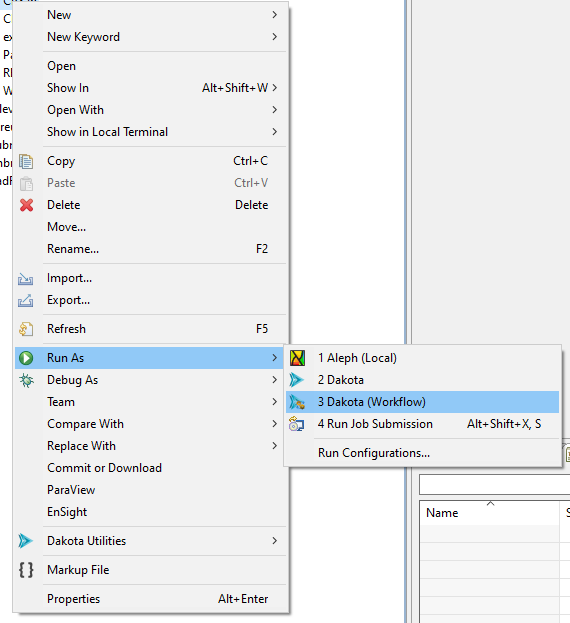 New
New Keyword
Open
Show In Alt+Shift+W
Open With
Show in Local Terminal
Copy Ctrl+C
Paste Ctrl+V
Delete Delete
Move...
Rename... F2
Import...
Export...
Refresh F5
Run As
1 Aleph (Local)
2 Dakota
3 Dakota (Workflow)
4 Run Job Submission Alt+Shift+X, S
Run Configurations...
Debug As
Team
Compare With
Replace With
Commit or Download
ParaView
EnSight
Dakota Utilities
Markup File
Properties Alt+Enter
Name